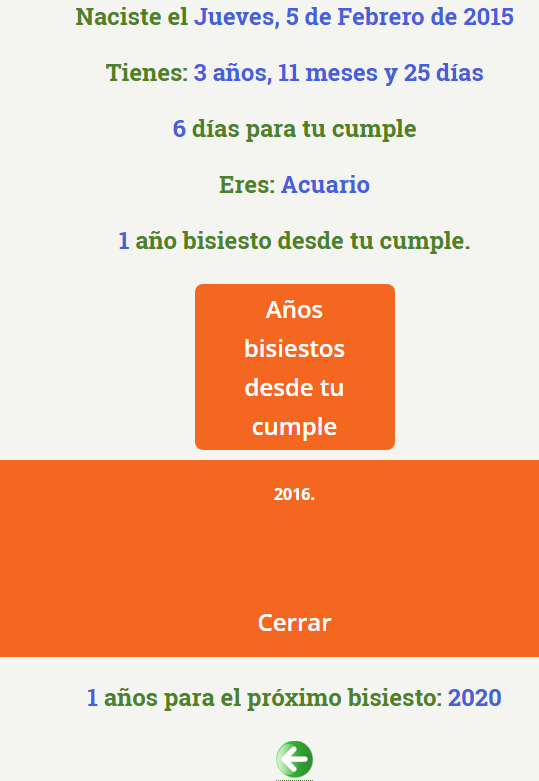 Naciste el Jueves, 5 de Febrero de 2015
Tienes: 3 años, 11 meses y 25 días
6 días para tu cumple
Eres: Acuario
1 año bisiesto desde tu cumple.
Años
bisiestos
desde tu
cumple
2016.
Cerrar
1 años para el próximo bisiesto: 2020